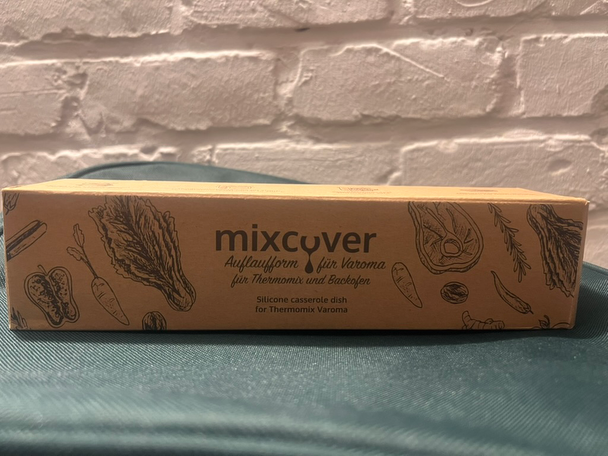 mixcover
Auflaufform für Varoma
für Thermomix und Backofen
Silicone casserole dish
for Thermomix Varoma